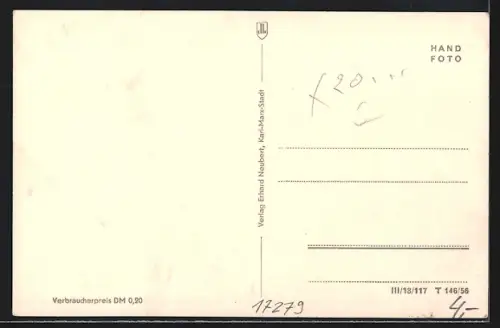 HAND
FOTO
Verlag Erhard Neubert, Karl-Marx-Stadt
III/18/117 T 146/56
Verbraucherpreis DM 0,20
17279
4,-